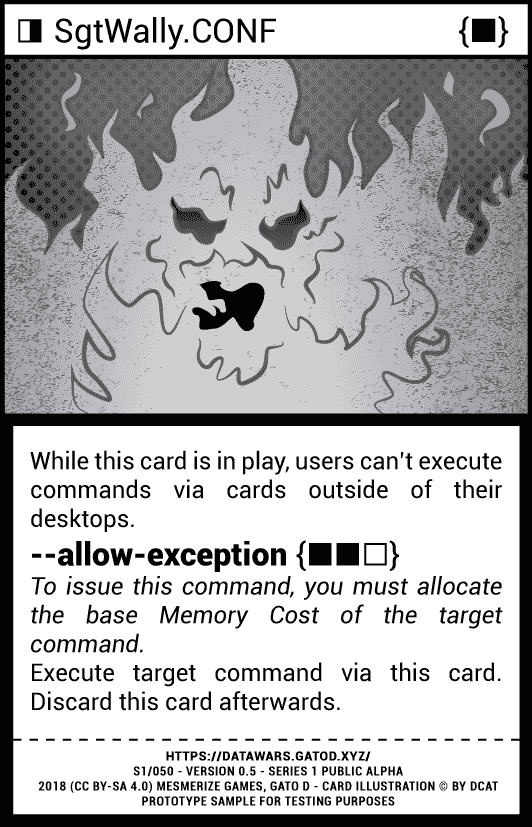 ◨ SgtWally.CONF {■}
While this card is in play, users can't execute
commands via cards outside of their
desktops.
--allow-exception {■■□}
To issue this command, you must allocate
the base Memory Cost of the target
command.
Execute target command via this card.
Discard this card afterwards.
HTTPS://DATAWARS.GATOD.XYZ/
S1/050 - VERSION 0.5 - SERIES 1 PUBLIC ALPHA
2018 (CC BY-SA 4.0) MESMERIZE GAMES, GATO D - CARD ILLUSTRATION © BY DCAT
PROTOTYPE SAMPLE FOR TESTING PURPOSES